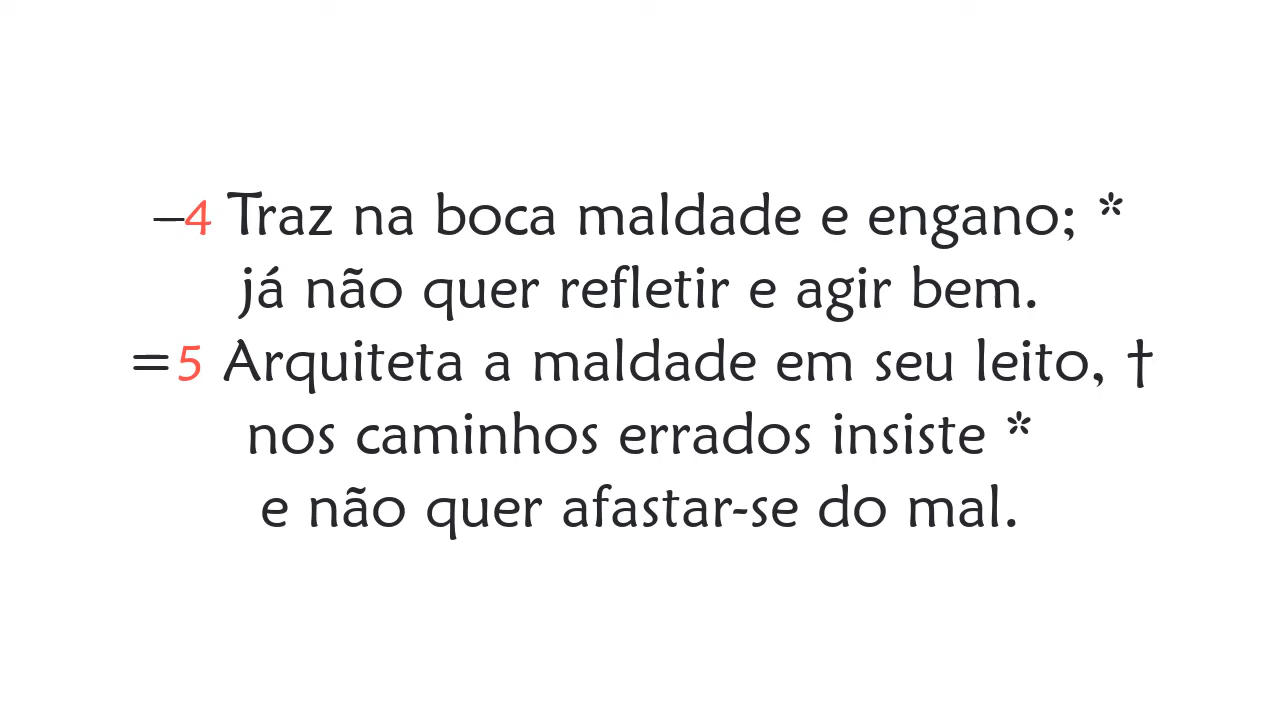 –4 Traz na boca maldade e engano; *
já não quer refletir e agir bem.
=5 Arquiteta a maldade em seu leito, †
nos caminhos errados insiste *
e não quer afastar-se do mal.